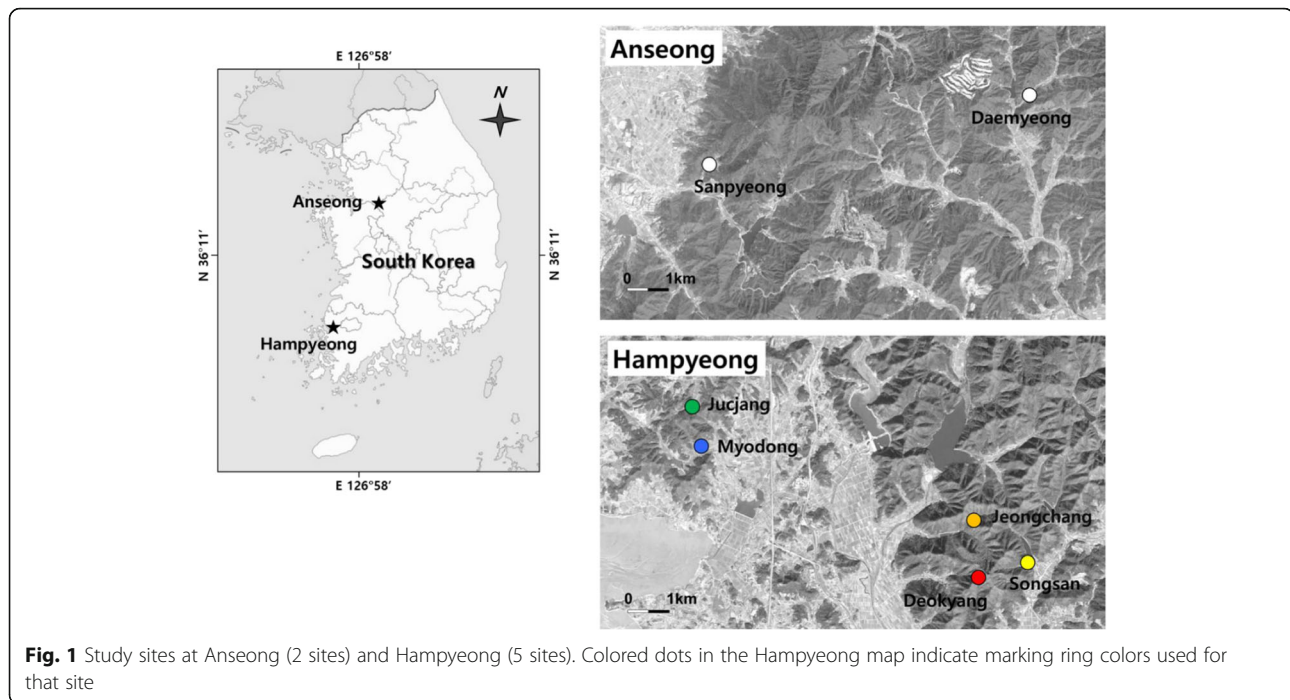 E 126°58′
N
N 36°11′
Anseong
South Korea
N 36°11′
Hampyeong
E 126°58′
Anseong
Daemyeong
Sanpyeong
0 1km
Hampyeong
Jucjang
Myodong
Jeongchang
Songsan
Deokyang
0 1km
Fig. 1 Study sites at Anseong (2 sites) and Hampyeong (5 sites). Colored dots in the Hampyeong map indicate marking ring colors used for
that site